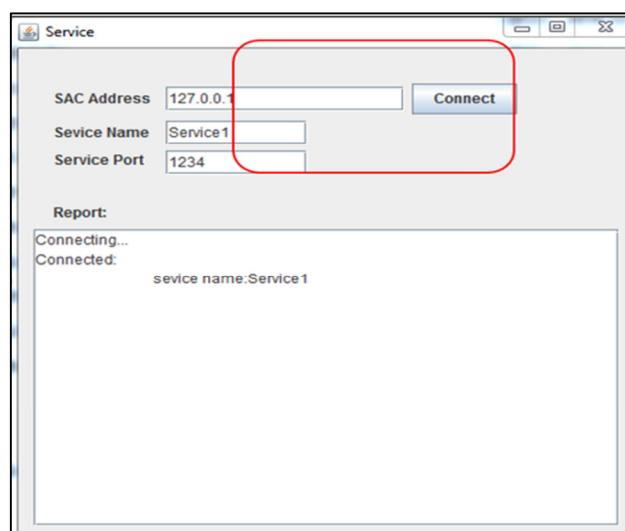 Service
SAC Address 127.0.0.1 Connect
Sevice Name Service1
Service Port 1234
Report:
Connecting...
Connected:
sevice name:Service1